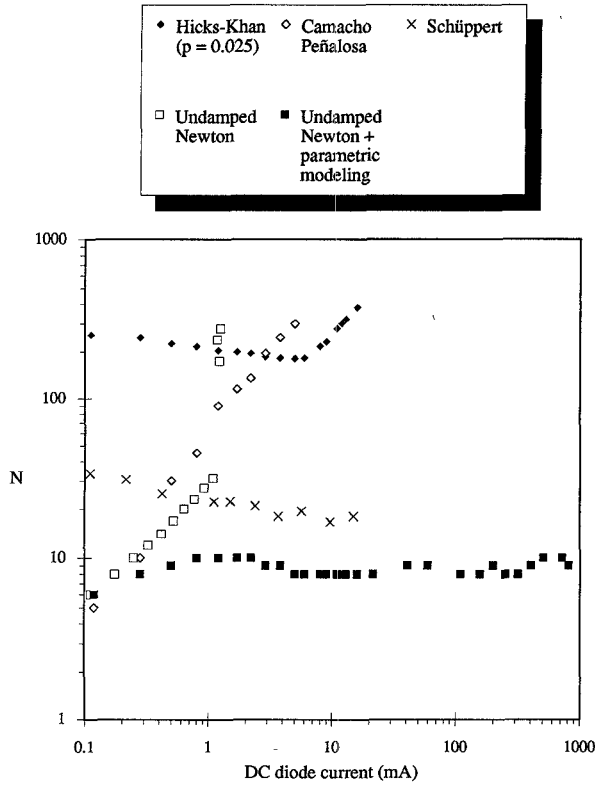 Hicks-Khan
(p = 0.025)
Camacho
Peñalosa
Schüppert
Undamped
Newton
Undamped
Newton +
parametric
modeling
1000
100
N
10
1
0.1 1 10 100 1000
DC diode current (mA)